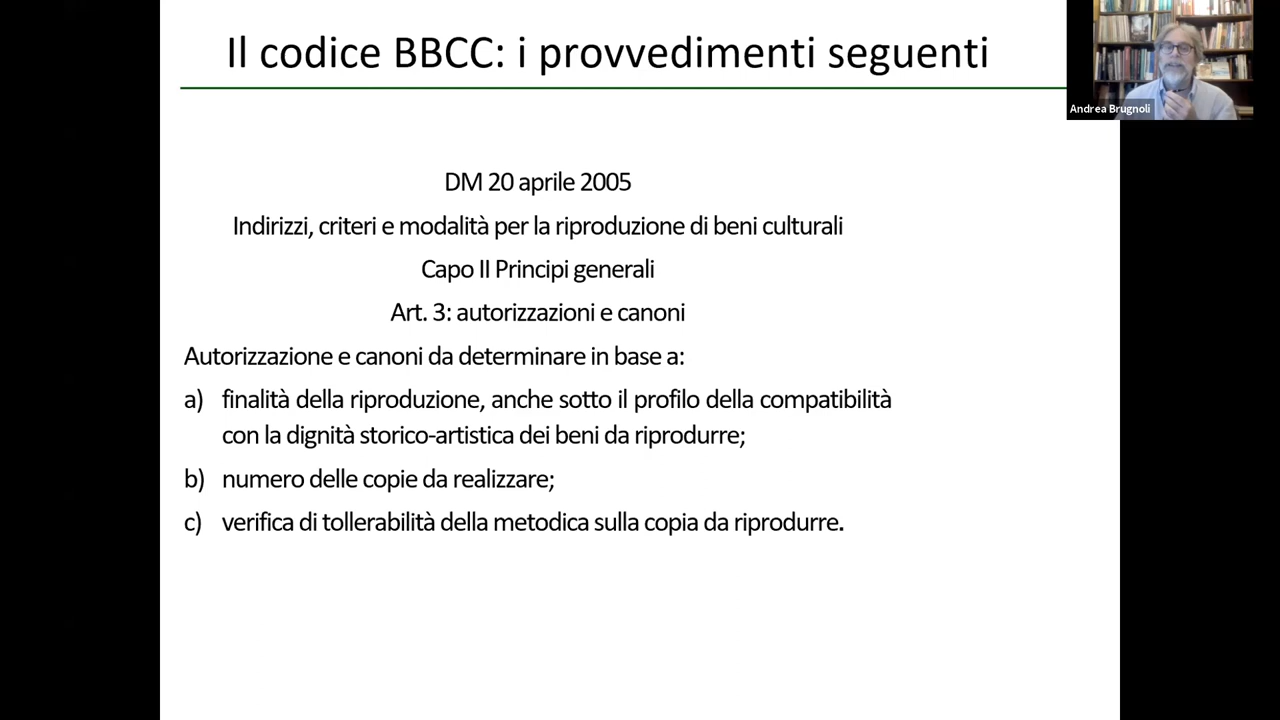 Il codice BBCC: i provvedimenti seguenti
Andrea Brugnoli
DM 20 aprile 2005
Indirizzi, criteri e modalità per la riproduzione di beni culturali
Capo II Principi generali
Art. 3: autorizzazioni e canoni
Autorizzazione e canoni da determinare in base a:
a) finalità della riproduzione, anche sotto il profilo della compatibilità
con la dignità storico-artistica dei beni da riprodurre;
b) numero delle copie da realizzare;
c) verifica di tollerabilità della metodica sulla copia da riprodurre.